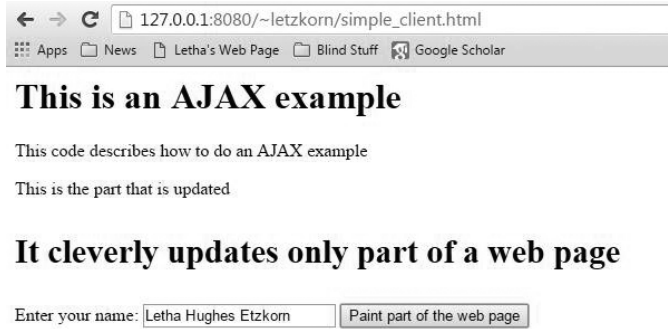 127.0.0.1:8080/~letzkorn/simple_client.html
Apps News Letha's Web Page Blind Stuff Google Scholar
This is an AJAX example
This code describes how to do an AJAX example
This is the part that is updated
It cleverly updates only part of a web page
Enter your name: Letha Hughes Etzkorn Paint part of the web page